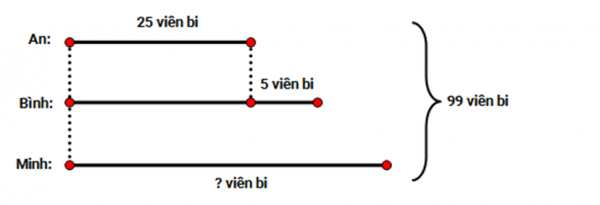 25 viên bi
An:
5 viên bi
Bình:
99 viên bi
Minh:
? viên bi